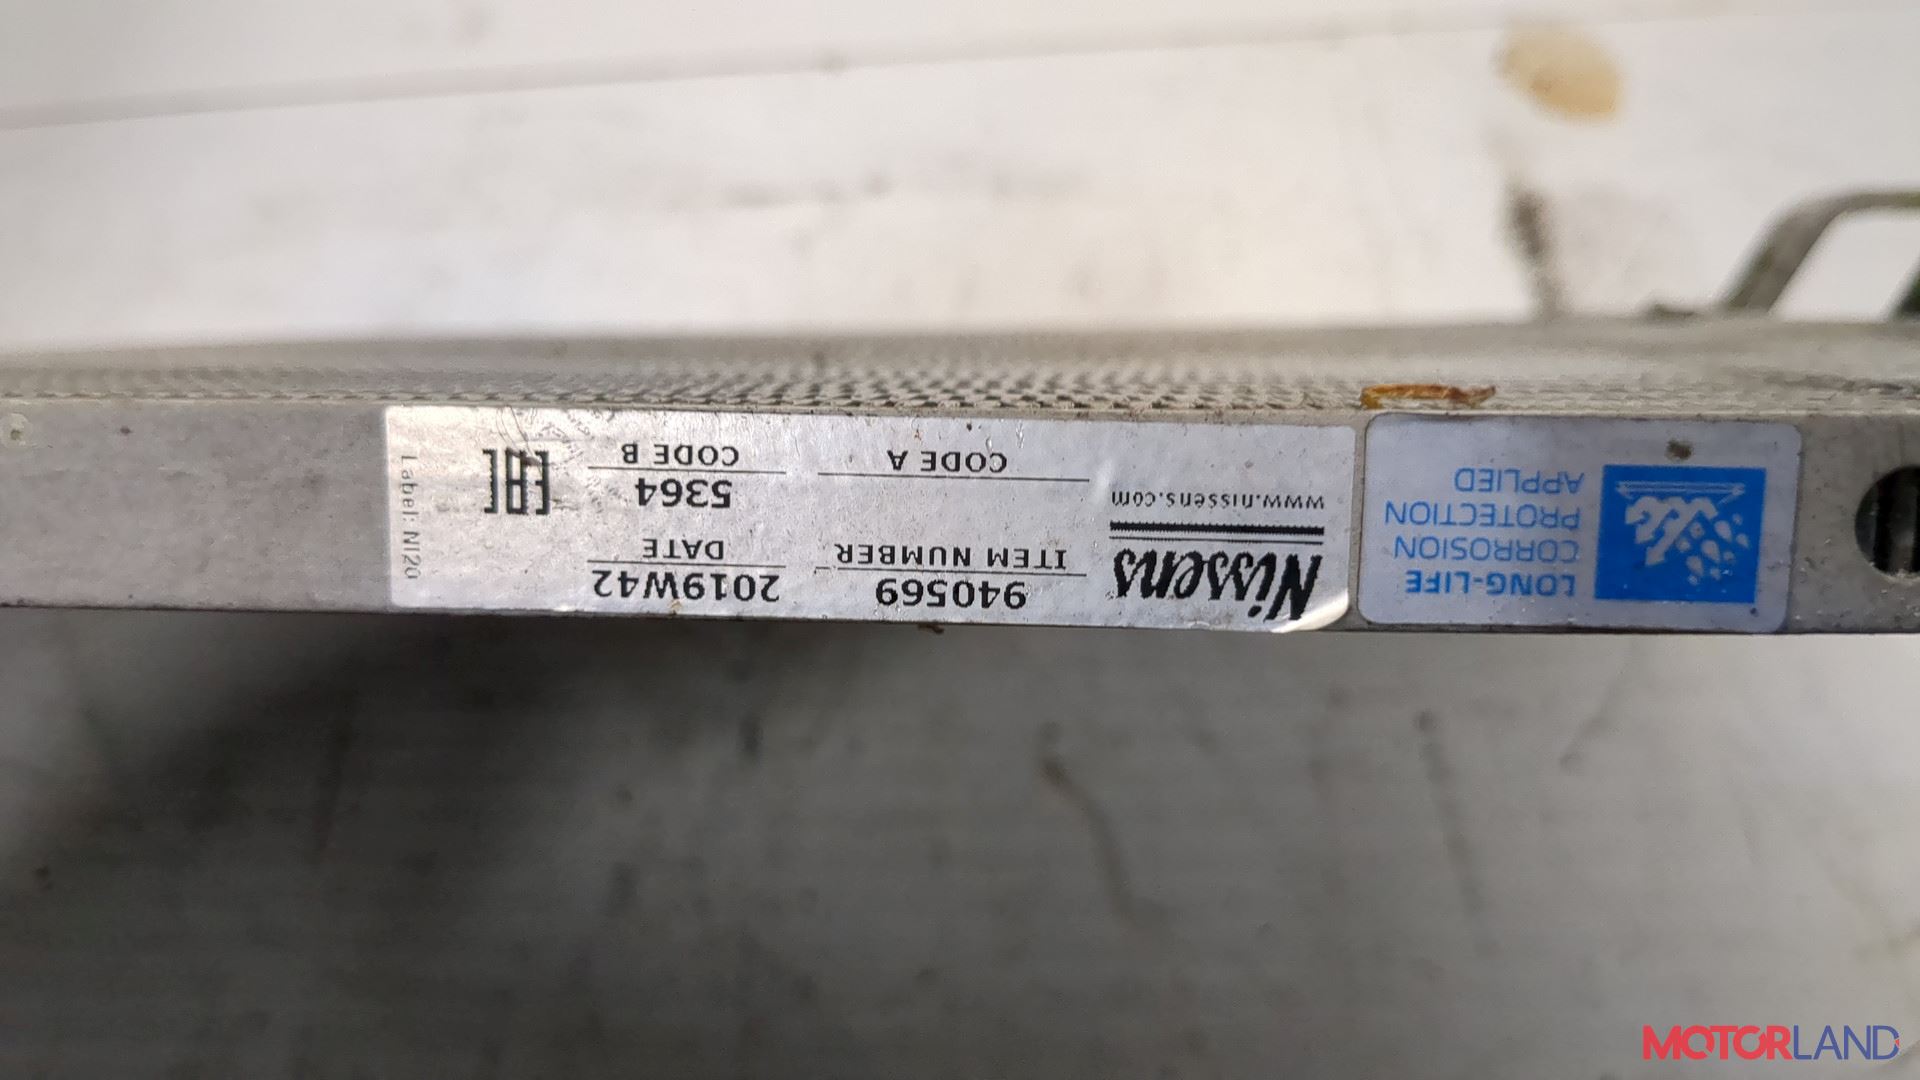 LONG-LIFE
CORROSION
PROTECTION
APPLIED
Nissens
www.nissens.com
940569
ITEM NUMBER
CODE A
2019W42
DATE
5364
CODE B
EAC
Label: NI20
MOTORLAND